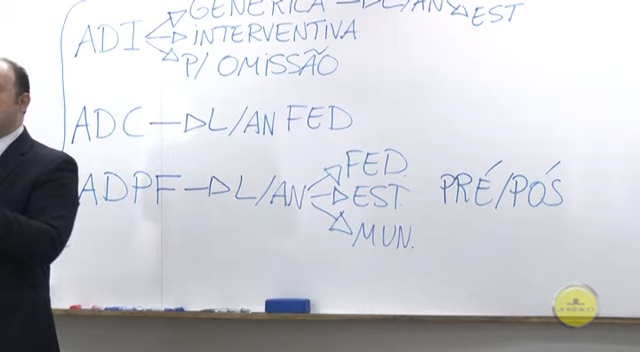 GENÉRICA → L/AN
EST
ADI → INTERVENTIVA
P/ OMISSÃO
ADC → L/AN FED
ADPF → L/AN FED. PRÉ/PÓS
EST.
MUN.